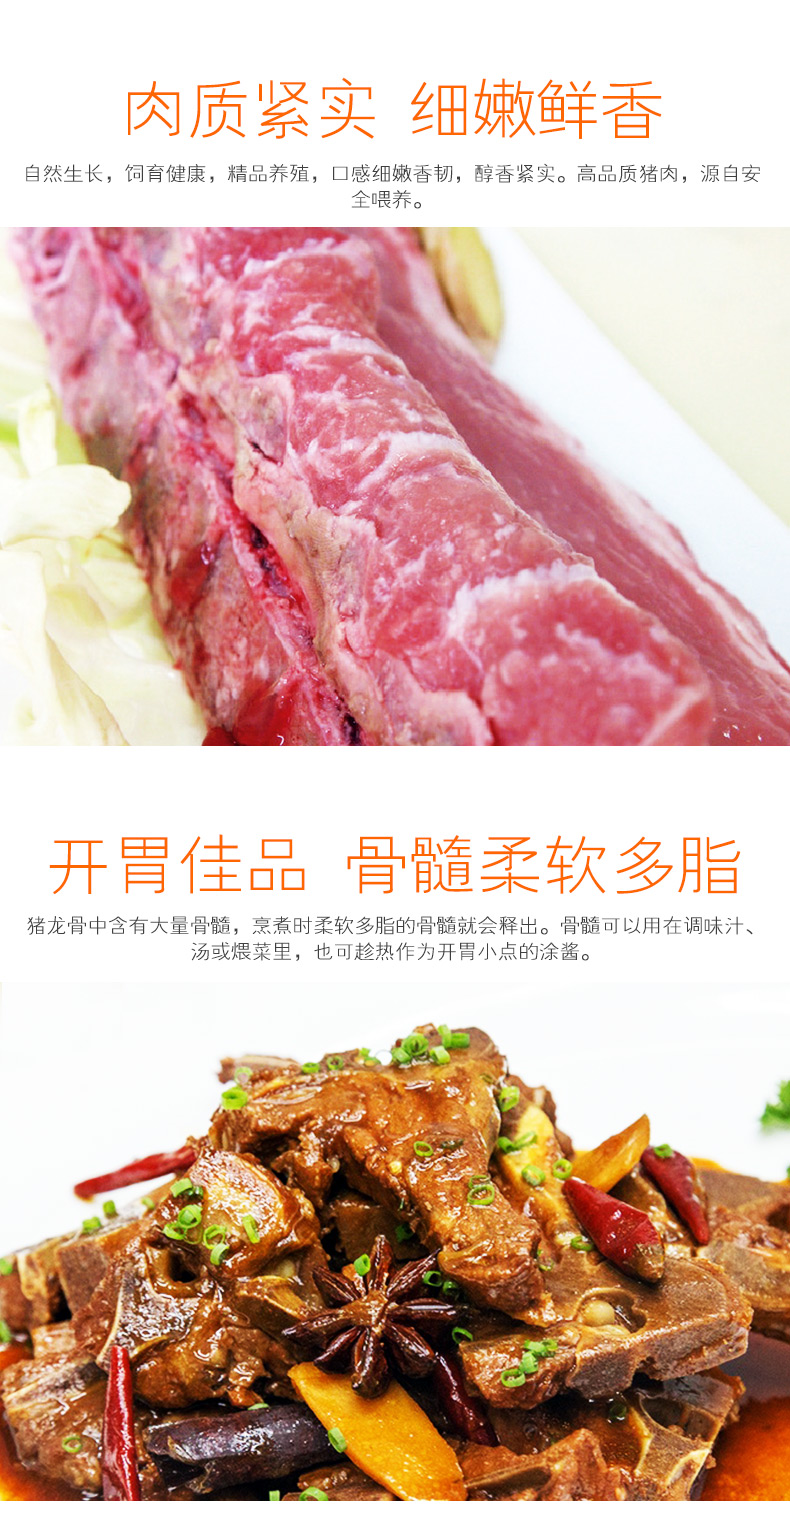 肉质紧实 细嫩鲜香
自然生长，饲育健康，精品养殖，口感细嫩香韧，醇香紧实。高品质猪肉，源自安
全喂养。
开胃佳品 骨髓柔软多脂
猪龙骨中含有大量骨髓，烹煮时柔软多脂的骨髓就会释出。骨髓可以用在调味汁、
汤或煨菜里，也可趁热作为开胃小点的涂酱。